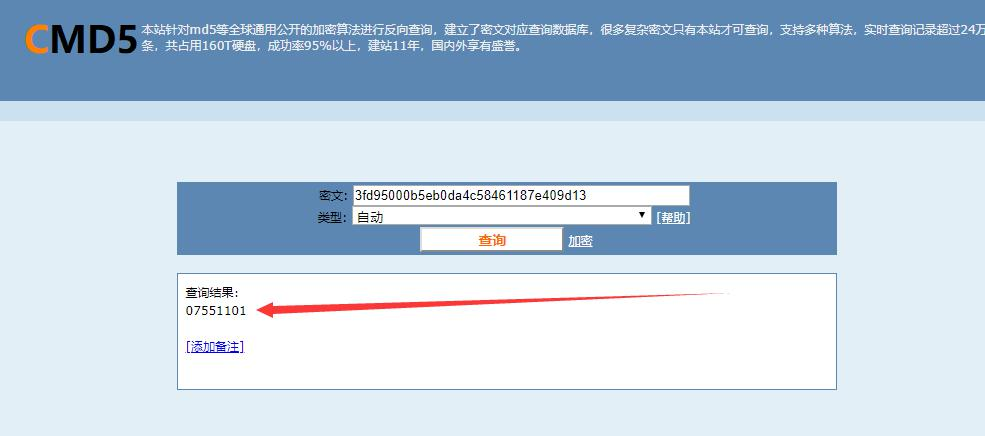 CMD5
本站针对md5等全球通用公开的加密算法进行反向查询，建立了密文对应查询数据库，很多复杂密文只有本站才可查询，支持多种算法，实时查询记录超过24万
条，共占用160T硬盘，成功率95%以上，建站11年，国内外享有盛誉。
密文: 3fd95000b5eb0da4c58461187e409d13
类型: 自动 [帮助]
查询 加密
查询结果:
07551101
[添加备注]